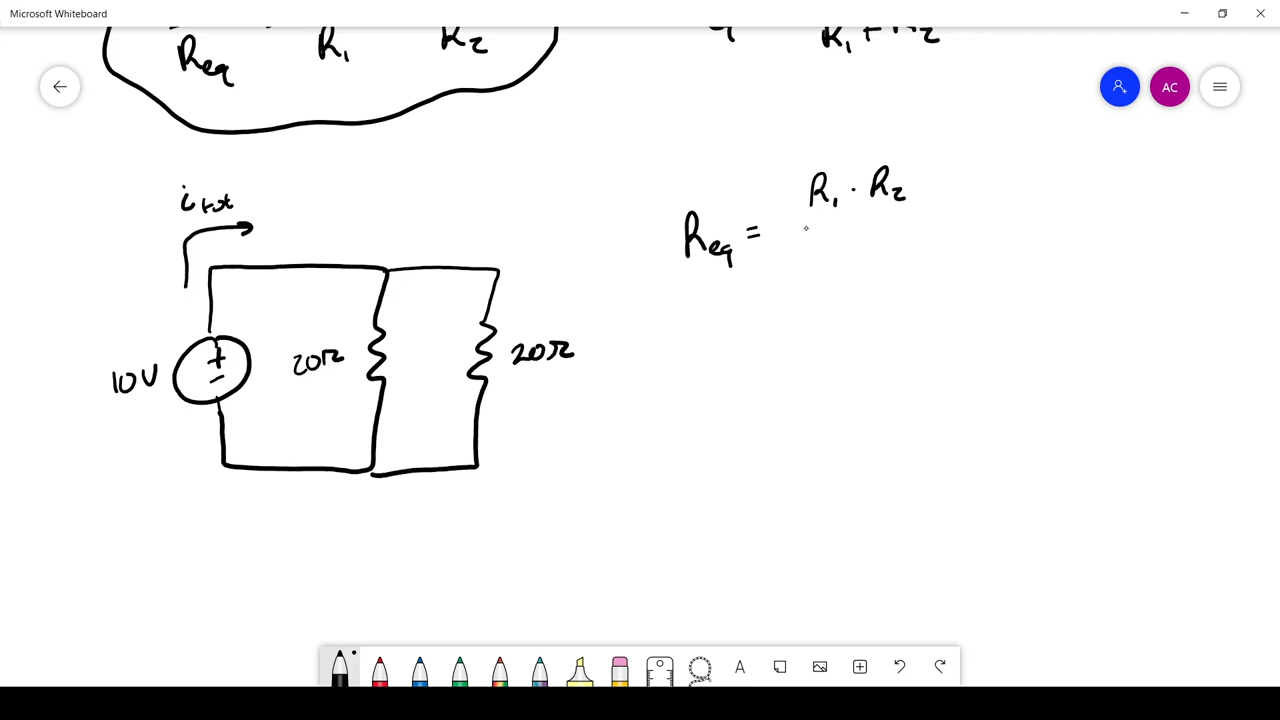 Microsoft Whiteboard
Req R1 R2
R1 + R2
AC
itot
R1 · R2
Req =
10V
20Ω
20Ω
A